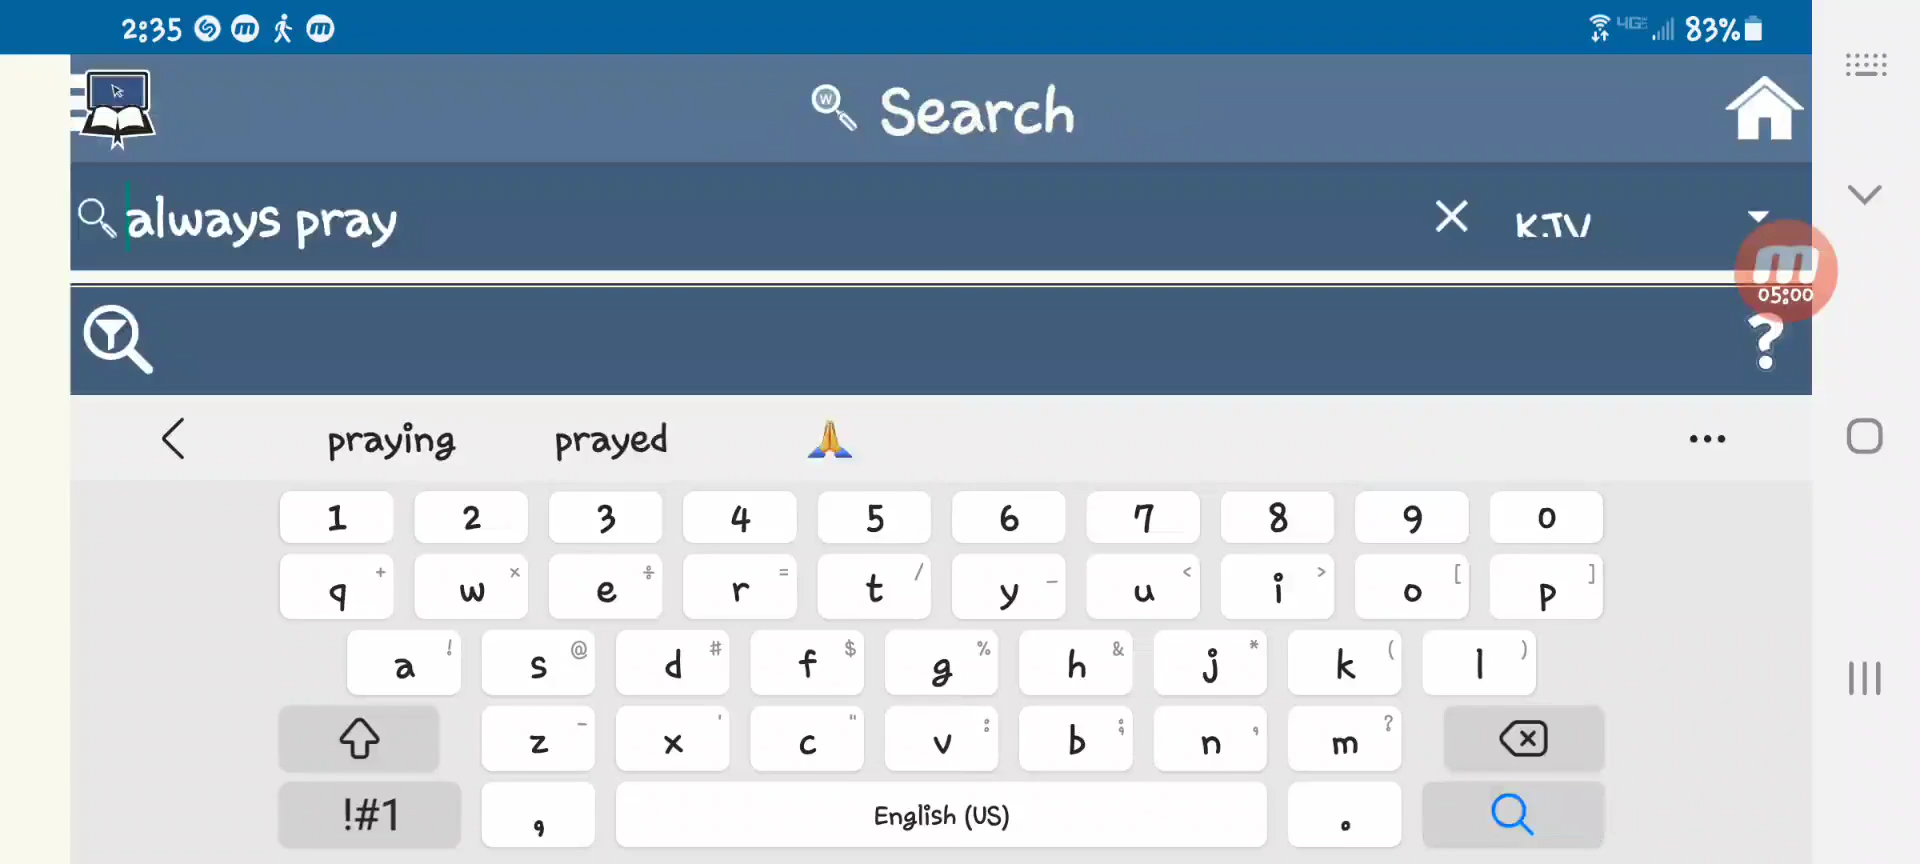 2:35 4GE 83%
Search
always pray
KJV
05:00
?
praying prayed
1 2 3 4 5 6 7 8 9 0
q + w × e ÷ r = t / y _ u < i > o [ p ]
a ! s @ d # f $ g % h & j * k ( l )
z - x ' c " v : b ; n , m ?
!#1 , English (US) .